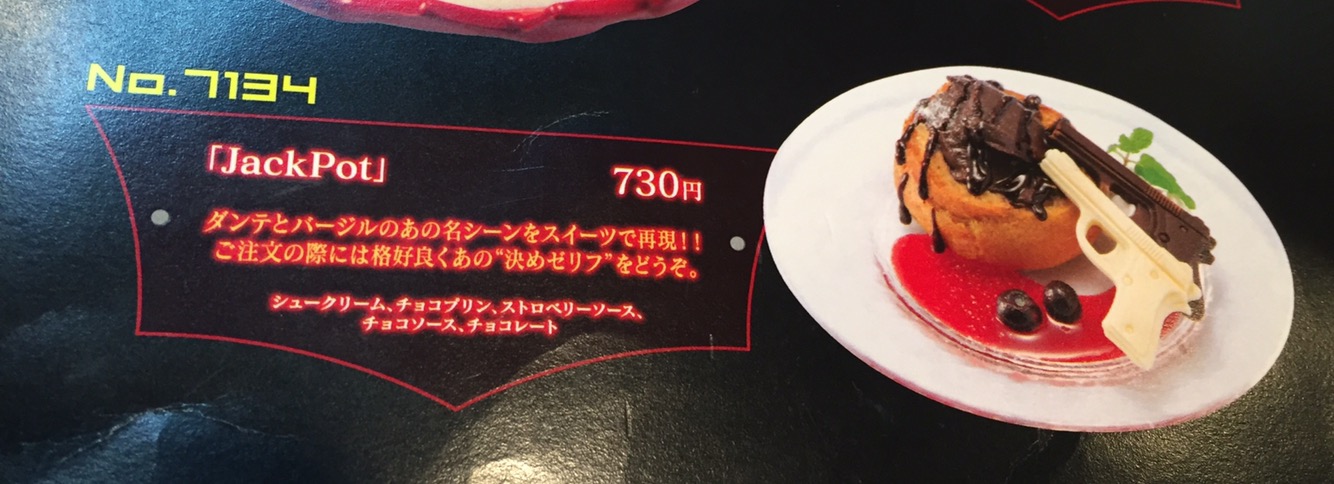 No. 7134
「JackPot」
730円
ダンテとバージルのあの名シーンをスイーツで再現!!
ご注文の際には格好良くあの“決めゼリフ”をどうぞ。
シュークリーム、チョコプリン、ストロベリーソース、
チョコソース、チョコレート